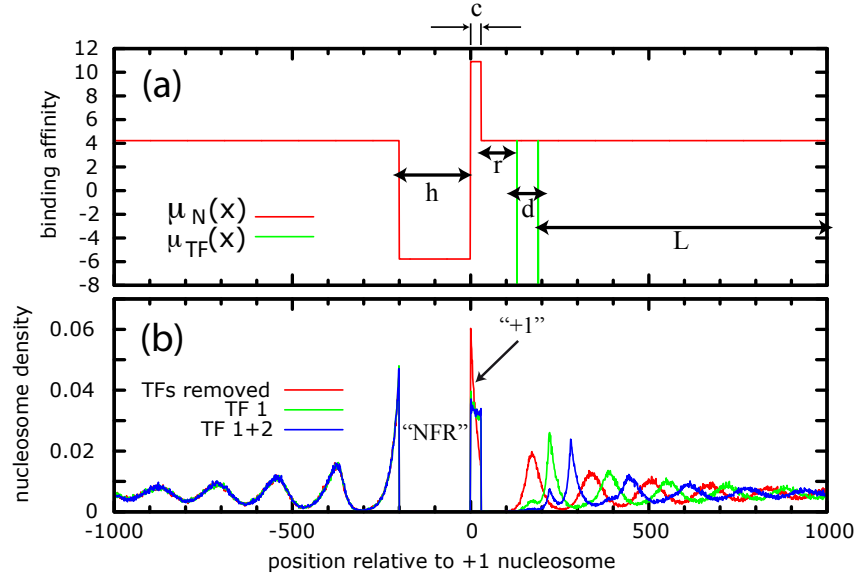 c
12
10
8
6
4
2
0
-2
-4
-6
-8
binding affinity
(a)
h
r
d
L
μN(x)
μTF(x)
0.06
0.04
0.02
0
nucleosome density
(b)
TFs removed
TF 1
TF 1+2
“NFR”
“+1”
-1000
-500
0
500
1000
position relative to +1 nucleosome